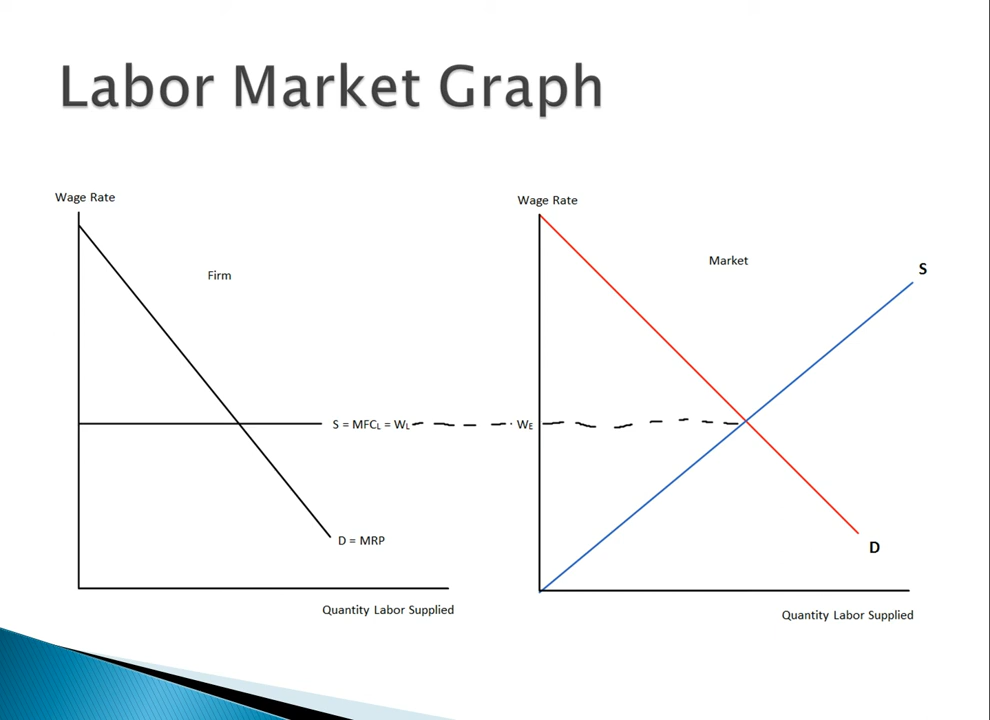 Labor Market Graph
Wage Rate
Firm
S = MFCL = WL
D = MRP
Quantity Labor Supplied
Wage Rate
Market
S
WE
D
Quantity Labor Supplied